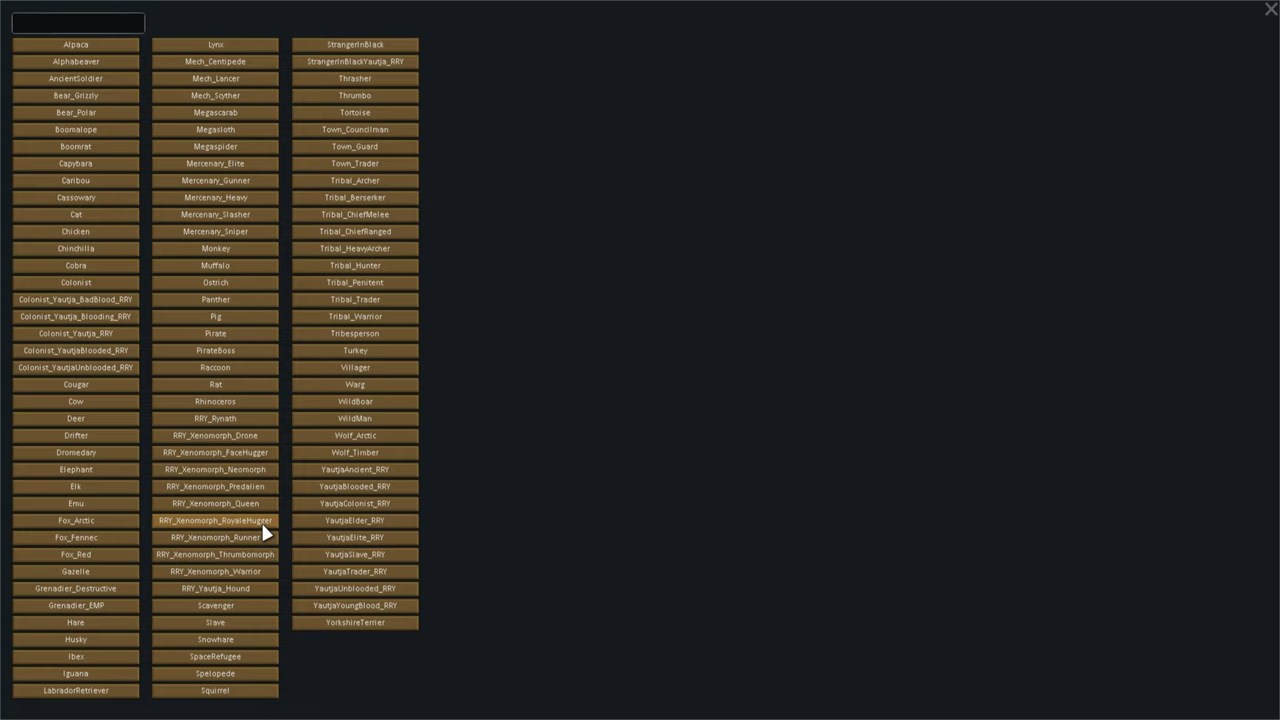 Alpaca
Alphabeaver
AncientSoldier
Bear_Grizzly
Bear_Polar
Boomalope
Boomrat
Capybara
Caribou
Cassowary
Cat
Chicken
Chinchilla
Cobra
Colonist
Colonist_Yautja_BadBlood_RRY
Colonist_Yautja_Blooding_RRY
Colonist_Yautja_RRY
Colonist_YautjaBlooded_RRY
Colonist_YautjaUnblooded_RRY
Cougar
Cow
Deer
Drifter
Dromedary
Elephant
Elk
Emu
Fox_Arctic
Fox_Fennec
Fox_Red
Gazelle
Grenadier_Destructive
Grenadier_EMP
Hare
Husky
Ibex
Iguana
LabradorRetriever
Lynx
Mech_Centipede
Mech_Lancer
Mech_Scyther
Megascarab
Megasloth
Megaspider
Mercenary_Elite
Mercenary_Gunner
Mercenary_Heavy
Mercenary_Slasher
Mercenary_Sniper
Monkey
Muffalo
Ostrich
Panther
Pig
Pirate
PirateBoss
Raccoon
Rat
Rhinoceros
RRY_Rynath
RRY_Xenomorph_Drone
RRY_Xenomorph_FaceHugger
RRY_Xenomorph_Neomorph
RRY_Xenomorph_Predalien
RRY_Xenomorph_Queen
RRY_Xenomorph_RoyaleHugger
RRY_Xenomorph_Runner
RRY_Xenomorph_Thrumbomorph
RRY_Xenomorph_Warrior
RRY_Yautja_Hound
Scavenger
Slave
Snowhare
SpaceRefugee
Spelopede
Squirrel
StrangerInBlack
StrangerInBlackYautja_RRY
Thrasher
Thrumbo
Tortoise
Town_Councilman
Town_Guard
Town_Trader
Tribal_Archer
Tribal_Berserker
Tribal_ChiefMelee
Tribal_ChiefRanged
Tribal_HeavyArcher
Tribal_Hunter
Tribal_Penitent
Tribal_Trader
Tribal_Warrior
Tribesperson
Turkey
Villager
Warg
WildBoar
WildMan
Wolf_Arctic
Wolf_Timber
YautjaAncient_RRY
YautjaBlooded_RRY
YautjaColonist_RRY
YautjaElder_RRY
YautjaElite_RRY
YautjaSlave_RRY
YautjaTrader_RRY
YautjaUnblooded_RRY
YautjaYoungBlood_RRY
YorkshireTerrier